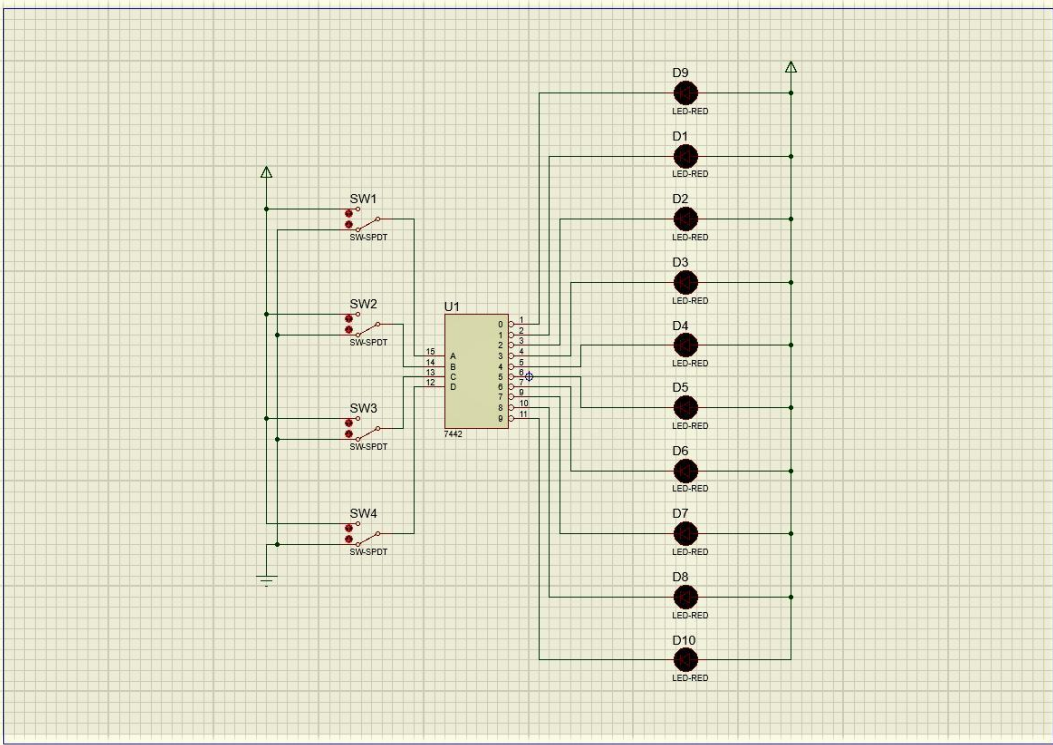 D9
LED-RED
D1
LED-RED
SW1
SW-SPDT
D2
LED-RED
D3
LED-RED
SW2
SW-SPDT
U1
D4
LED-RED
15 A
14 B
13 C
12 D
0 1
1 2
2 3
3 4
4 5
5 6
6 7
7 9
8 10
9 11
7442
SW3
SW-SPDT
D5
LED-RED
D6
LED-RED
SW4
SW-SPDT
D7
LED-RED
D8
LED-RED
D10
LED-RED